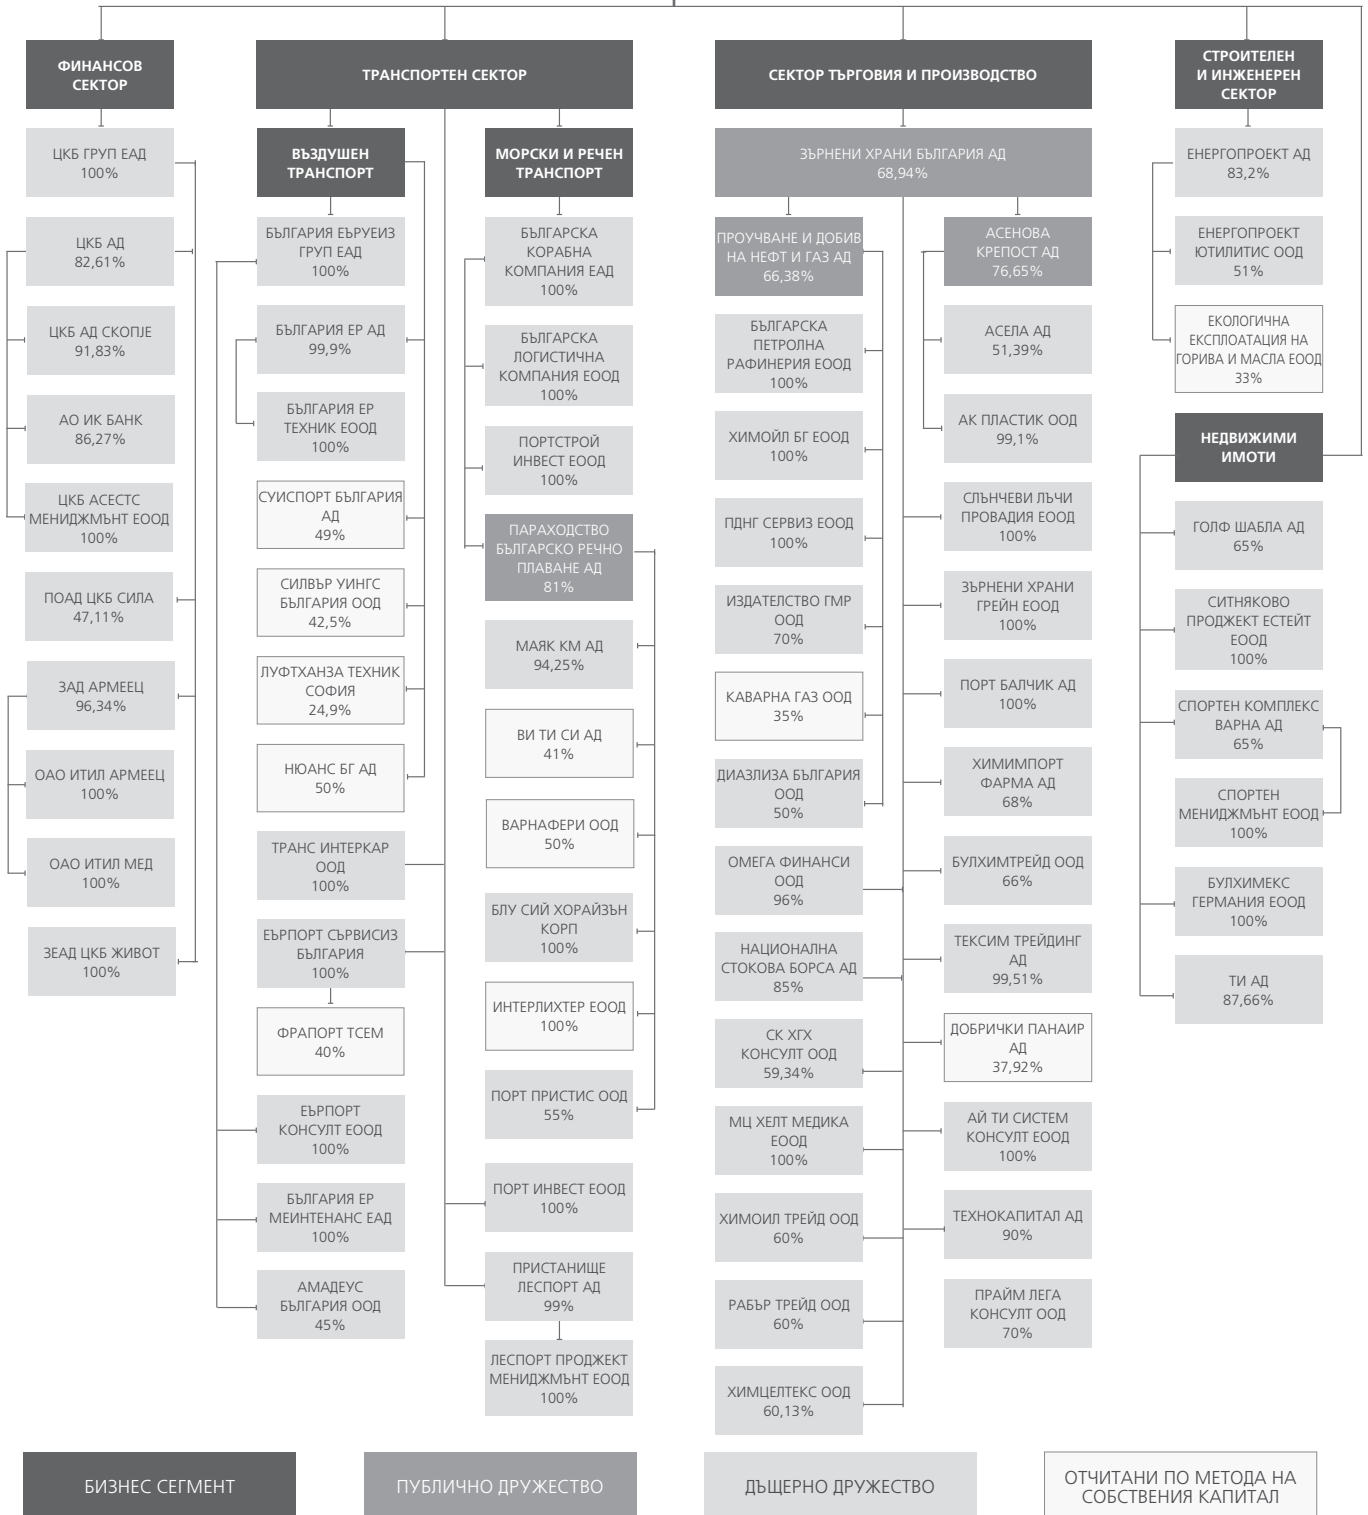 ФИНАНСОВ
СЕКТОР
ЦКБ ГРУП ЕАД
100%
ЦКБ АД
82,61%
ЦКБ АД СКОПЈЕ
91,83%
АО ИК БАНК
86,27%
ЦКБ АСЕСТС
МЕНИДЖМЪНТ ЕООД
100%
ПОАД ЦКБ СИЛА
47,11%
ЗАД АРМЕЕЦ
96,34%
ОАО ИТИЛ АРМЕЕЦ
100%
ОАО ИТИЛ МЕД
100%
ЗЕАД ЦКБ ЖИВОТ
100%
ТРАНСПОРТЕН СЕКТОР
ВЪЗДУШЕН
ТРАНСПОРТ
БЪЛГАРИЯ ЕЪРУЕИЗ
ГРУП ЕАД
100%
БЪЛГАРИЯ ЕР АД
99,9%
БЪЛГАРИЯ ЕР
ТЕХНИК ЕООД
100%
СУИСПОРТ БЪЛГАРИЯ
АД
49%
СИЛВЪР УИНГС
БЪЛГАРИЯ ООД
42,5%
ЛУФТХАНЗА ТЕХНИК
СОФИЯ
24,9%
НЮАНС БГ АД
50%
ТРАНС ИНТЕРКАР
ООД
100%
ЕЪРПОРТ СЪРВИСИЗ
БЪЛГАРИЯ
100%
ФРАПОРТ ТСЕМ
40%
ЕЪРПОРТ
КОНСУЛТ ЕООД
100%
БЪЛГАРИЯ ЕР
МЕИНТЕНАНС ЕАД
100%
АМАДЕУС
БЪЛГАРИЯ ООД
45%
МОРСКИ И РЕЧЕН
ТРАНСПОРТ
БЪЛГАРСКА
КОРАБНА
КОМПАНИЯ ЕАД
100%
БЪЛГАРСКА
ЛОГИСТИЧНА
КОМПАНИЯ ЕООД
100%
ПОРТСТРОЙ
ИНВЕСТ ЕООД
100%
ПАРАХОДСТВО
БЪЛГАРСКО РЕЧНО
ПЛАВАНЕ АД
81%
МАЯК КМ АД
94,25%
ВИ ТИ СИ АД
41%
ВАРНАФЕРИ ООД
50%
БЛУ СИЙ ХОРАЙЗЪН
КОРП
100%
ИНТЕРЛИХТЕР ЕООД
100%
ПОРТ ПРИСТИС ООД
55%
ПОРТ ИНВЕСТ ЕООД
100%
ПРИСТАНИЩЕ
ЛЕСПОРТ АД
99%
ЛЕСПОРТ ПРОДЖЕКТ
МЕНИДЖМЪНТ ЕООД
100%
СЕКТОР ТЪРГОВИЯ И ПРОИЗВОДСТВО
ЗЪРНЕНИ ХРАНИ БЪЛГАРИЯ АД
68,94%
ПРОУЧВАНЕ И ДОБИВ
НА НЕФТ И ГАЗ АД
66,38%
БЪЛГАРСКА
ПЕТРОЛНА
РАФИНЕРИЯ ЕООД
100%
ХИМОЙЛ БГ ЕООД
100%
ПДНГ СЕРВИЗ ЕООД
100%
ИЗДАТЕЛСТВО ГМР
ООД
70%
КАВАРНА ГАЗ ООД
35%
ДИАЗЛИЗА БЪЛГАРИЯ
ООД
50%
ОМЕГА ФИНАНСИ
ООД
96%
НАЦИОНАЛНА
СТОКОВА БОРСА АД
85%
СК ХГХ
КОНСУЛТ ООД
59,34%
МЦ ХЕЛТ МЕДИКА
ЕООД
100%
ХИМОИЛ ТРЕЙД ООД
60%
РАБЪР ТРЕЙД ООД
60%
ХИМЦЕЛТЕКС ООД
60,13%
АСЕНОВА
КРЕПОСТ АД
76,65%
АСЕЛА АД
51,39%
АК ПЛАСТИК ООД
99,1%
СЛЪНЧЕВИ ЛЪЧИ
ПРОВАДИЯ ЕООД
100%
ЗЪРНЕНИ ХРАНИ
ГРЕЙН ЕООД
100%
ПОРТ БАЛЧИК АД
100%
ХИМИМПОРТ
ФАРМА АД
68%
БУЛХИМТРЕЙД ООД
66%
ТЕКСИМ ТРЕЙДИНГ
АД
99,51%
ДОБРИЧКИ ПАНАИР
АД
37,92%
АЙ ТИ СИСТЕМ
КОНСУЛТ ЕООД
100%
ТЕХНОКАПИТАЛ АД
90%
ПРАЙМ ЛЕГА
КОНСУЛТ ООД
70%
СТРОИТЕЛЕН
И ИНЖЕНЕРЕН
СЕКТОР
ЕНЕРГОПРОЕКТ АД
83,2%
ЕНЕРГОПРОЕКТ
ЮТИЛИТИС ООД
51%
ЕКОЛОГИЧНА
ЕКСПЛОАТАЦИЯ НА
ГОРИВА И МАСЛА ЕООД
33%
НЕДВИЖИМИ
ИМОТИ
ГОЛФ ШАБЛА АД
65%
СИТНЯКОВО
ПРОДЖЕКТ ЕСТЕЙТ
ЕООД
100%
СПОРТЕН КОМПЛЕКС
ВАРНА АД
65%
СПОРТЕН
МЕНИДЖМЪНТ ЕООД
100%
БУЛХИМЕКС
ГЕРМАНИЯ ЕООД
100%
ТИ АД
87,66%
БИЗНЕС СЕГМЕНТ
ПУБЛИЧНО ДРУЖЕСТВО
ДЪЩЕРНО ДРУЖЕСТВО
ОТЧИТАНИ ПО МЕТОДА НА
СОБСТВЕНИЯ КАПИТАЛ